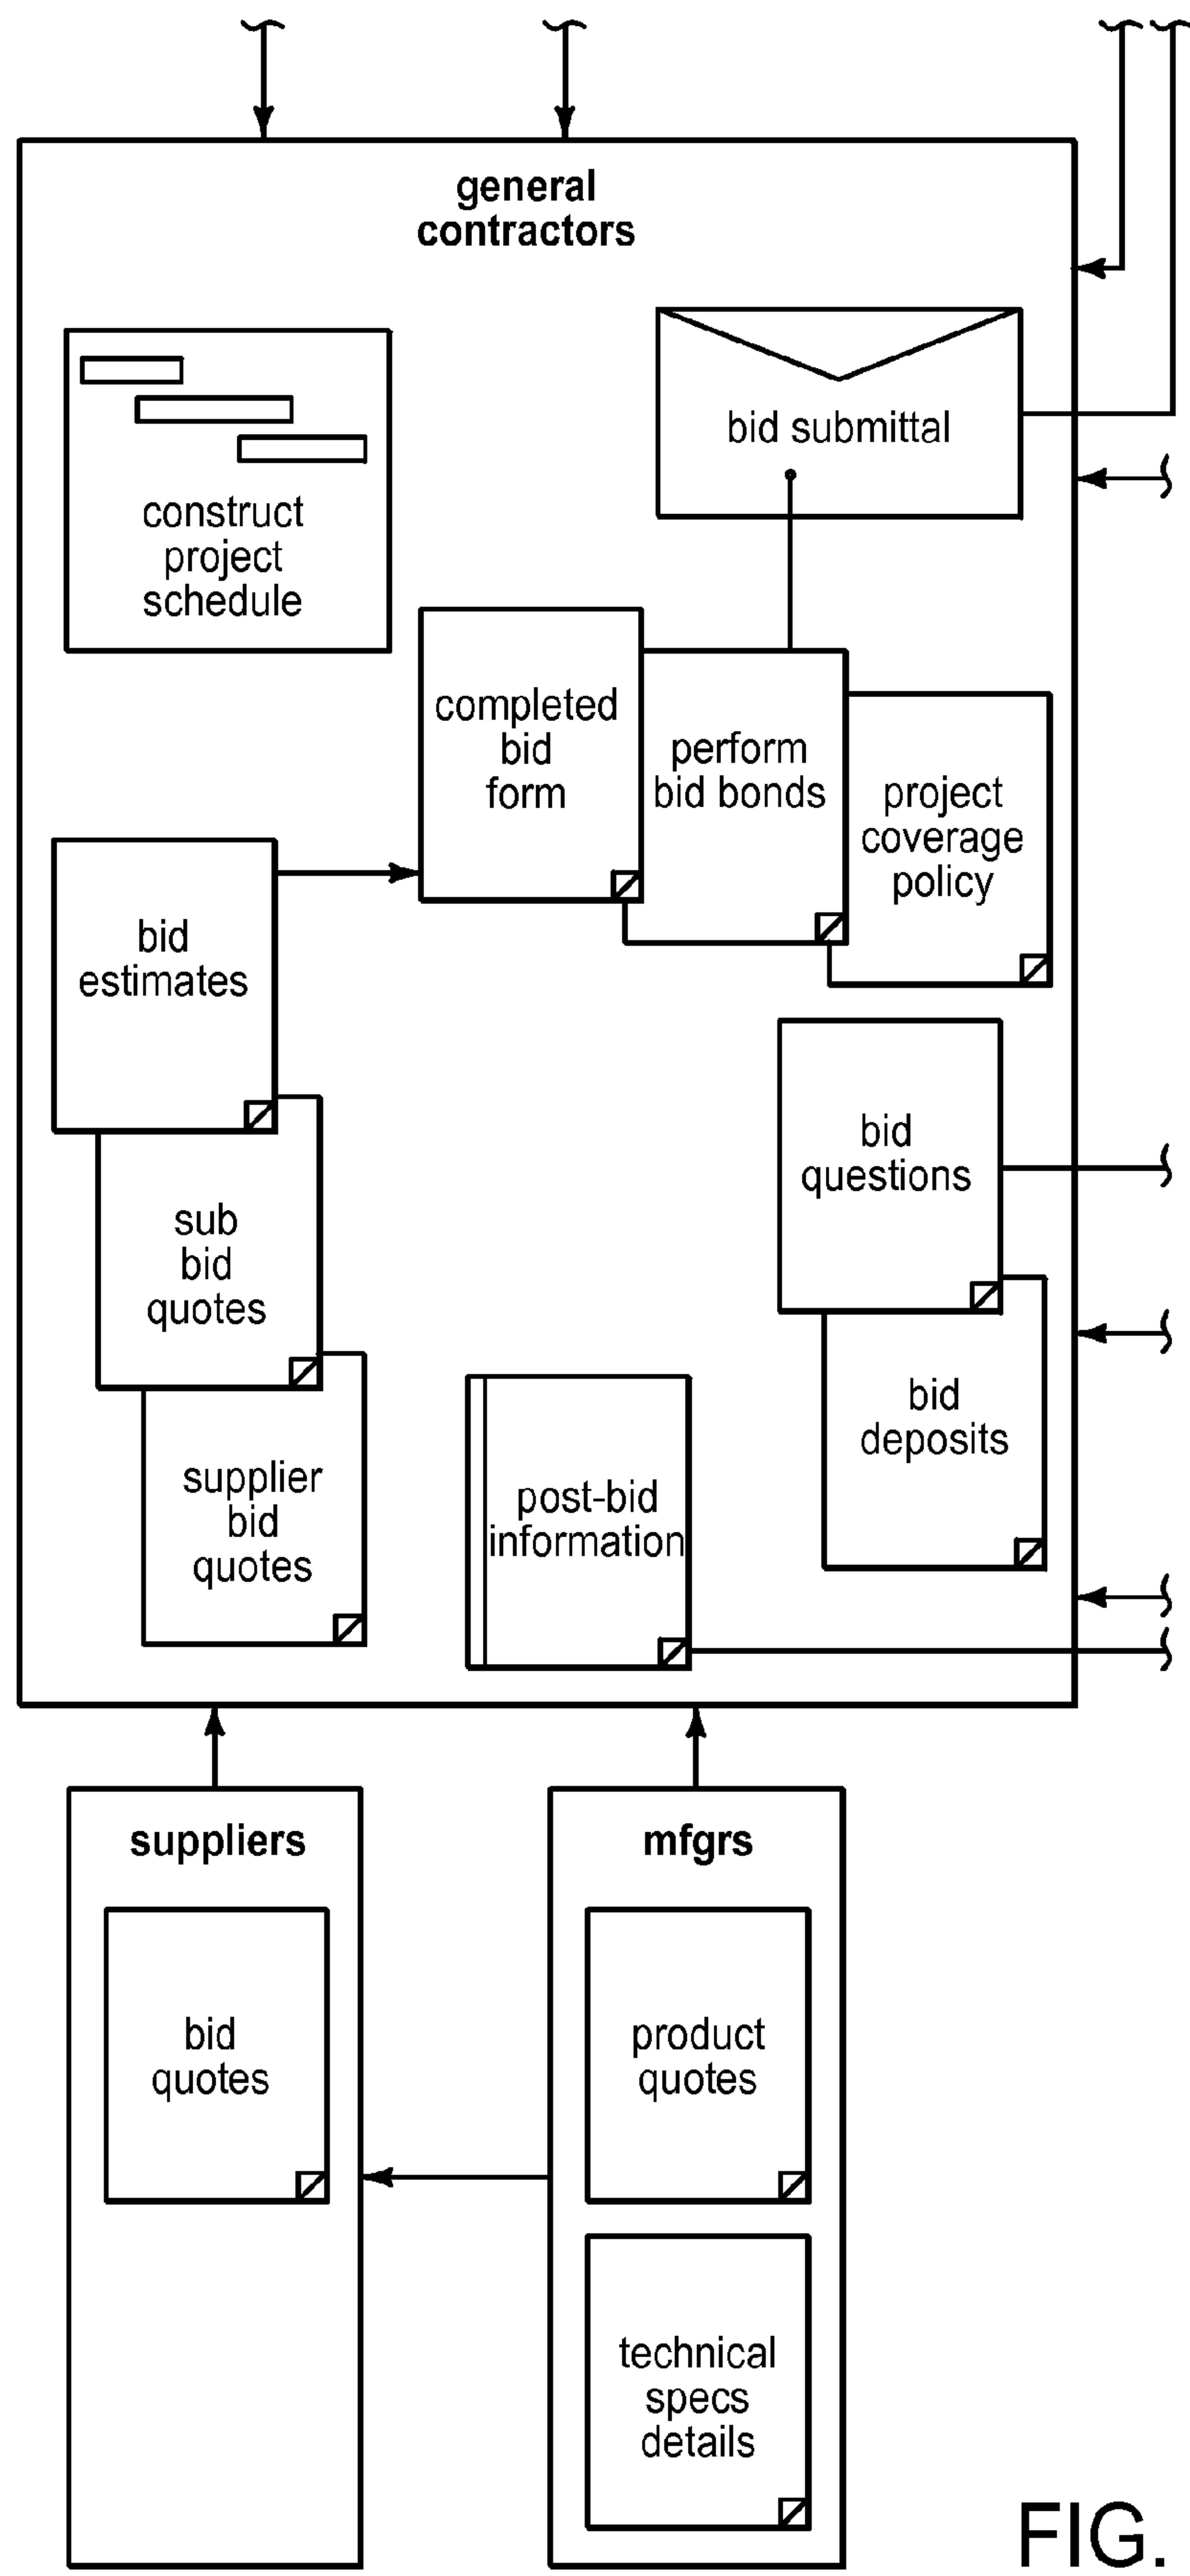 general
contractors
bid submittal
construct
project
schedule
completed
bid
form
perform
bid bonds
project
coverage
policy
bid
estimates
bid
questions
sub
bid
quotes
bid
deposits
supplier
bid
quotes
post-bid
information
suppliers
mfgrs
bid
quotes
product
quotes
technical
specs
details
FIG.